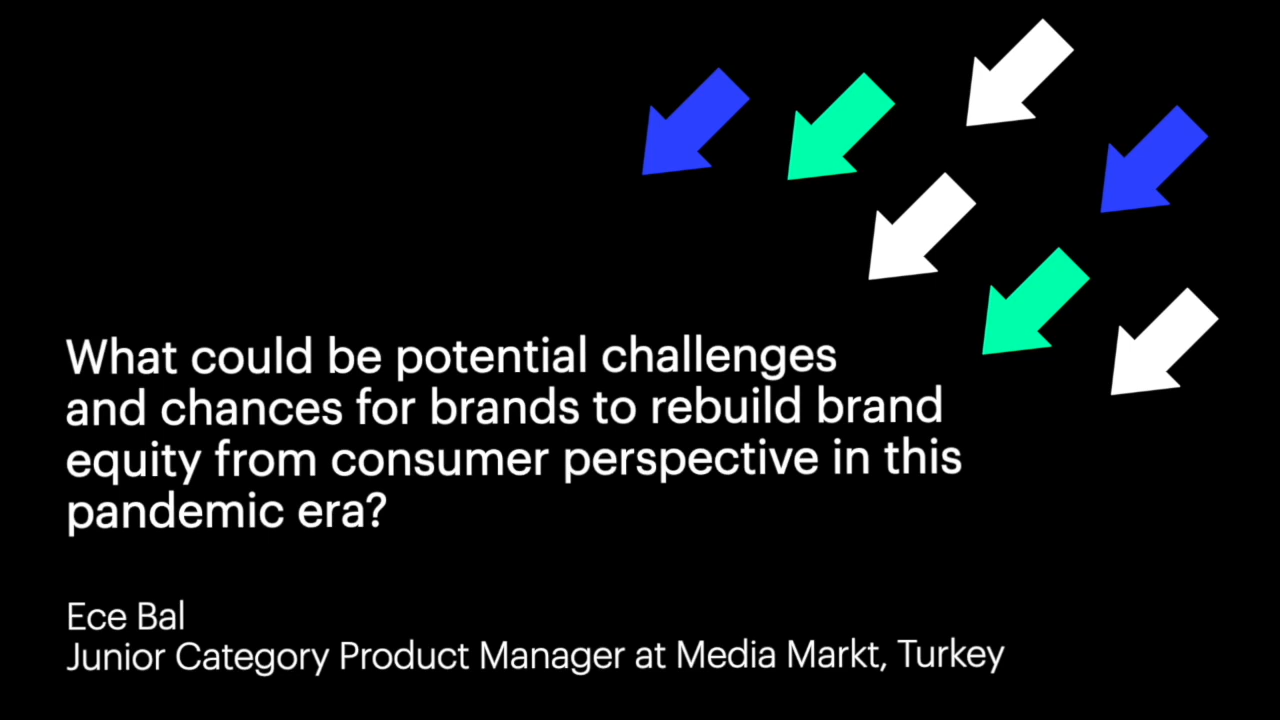 What could be potential challenges
and chances for brands to rebuild brand
equity from consumer perspective in this
pandemic era?
Ece Bal
Junior Category Product Manager at Media Markt, Turkey